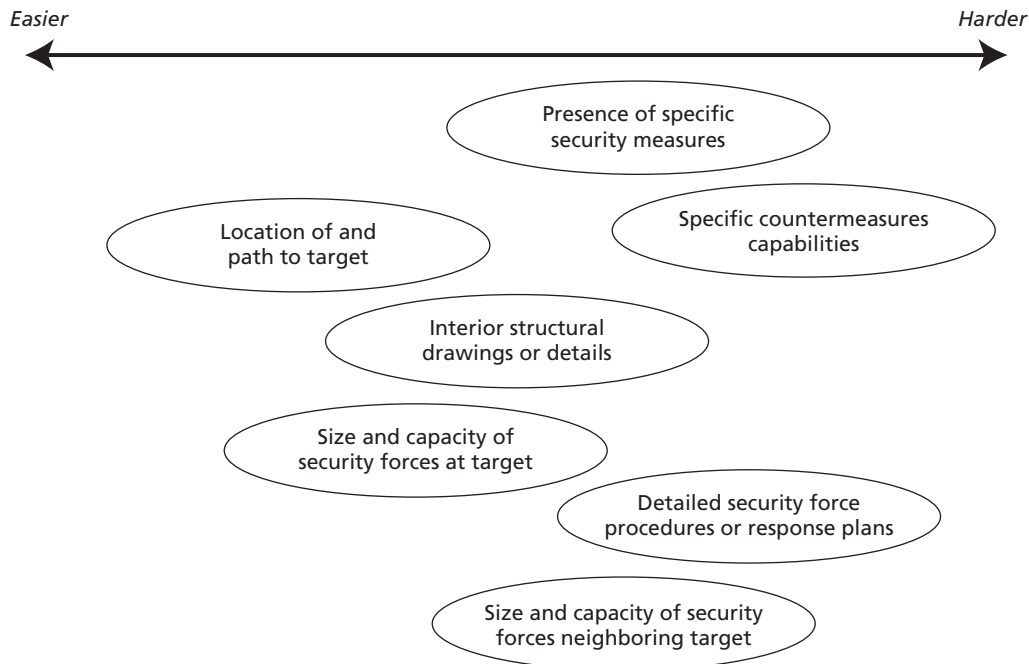 Easier
Harder
Presence of specific
security measures
Specific countermeasures
capabilities
Location of and
path to target
Interior structural
drawings or details
Size and capacity of
security forces at target
Detailed security force
procedures or response plans
Size and capacity of security
forces neighboring target